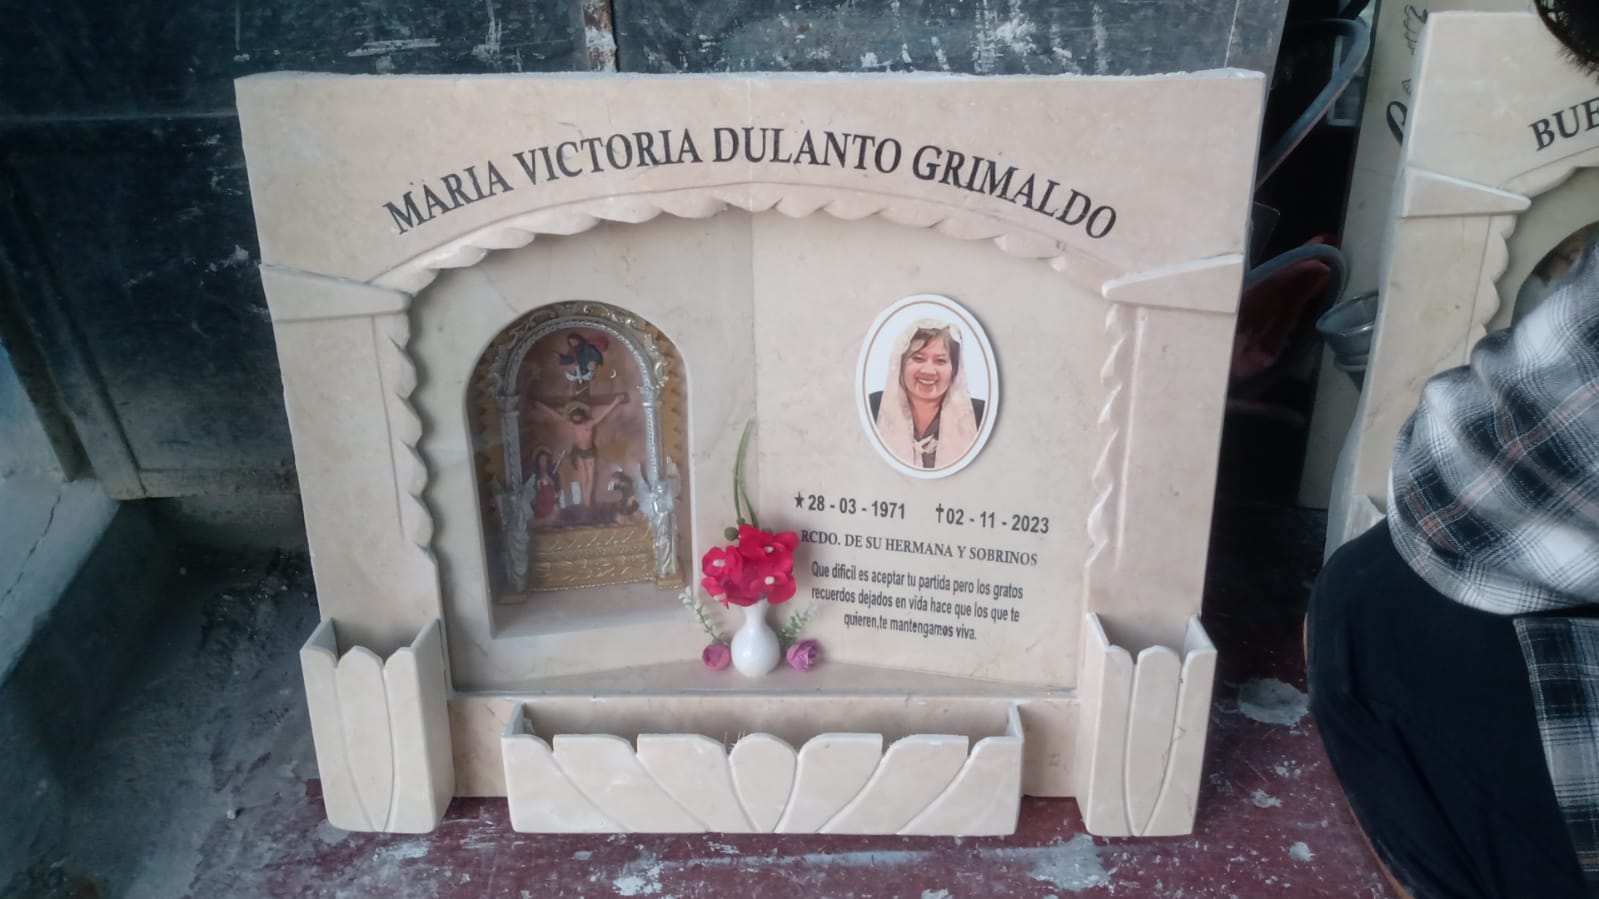 MARIA VICTORIA DULANTO GRIMALDO
★ 28 - 03 - 1971 ✝ 02 - 11 - 2023
RCDO. DE SU HERMANA Y SOBRINOS
Que dificil es aceptar tu partida pero los gratos
recuerdos dejados en vida hace que los que te
quieren,te mantengamos viva.
BUE